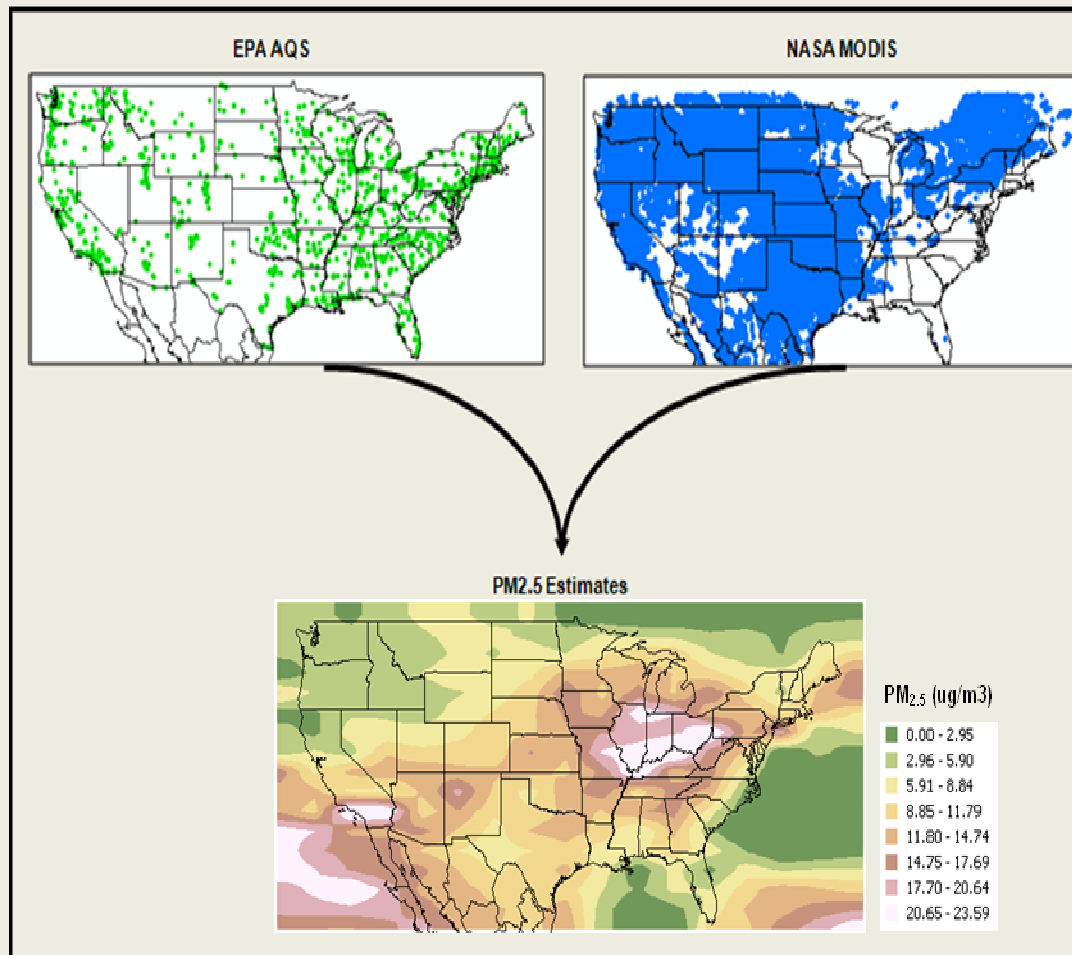 EPA AQS
NASA MODIS
PM2.5 Estimates
PM2.5 (ug/m3)
0.00 - 2.95
2.96 - 5.90
5.91 - 8.84
8.85 - 11.79
11.80 - 14.74
14.75 - 17.69
17.70 - 20.64
20.65 - 23.59